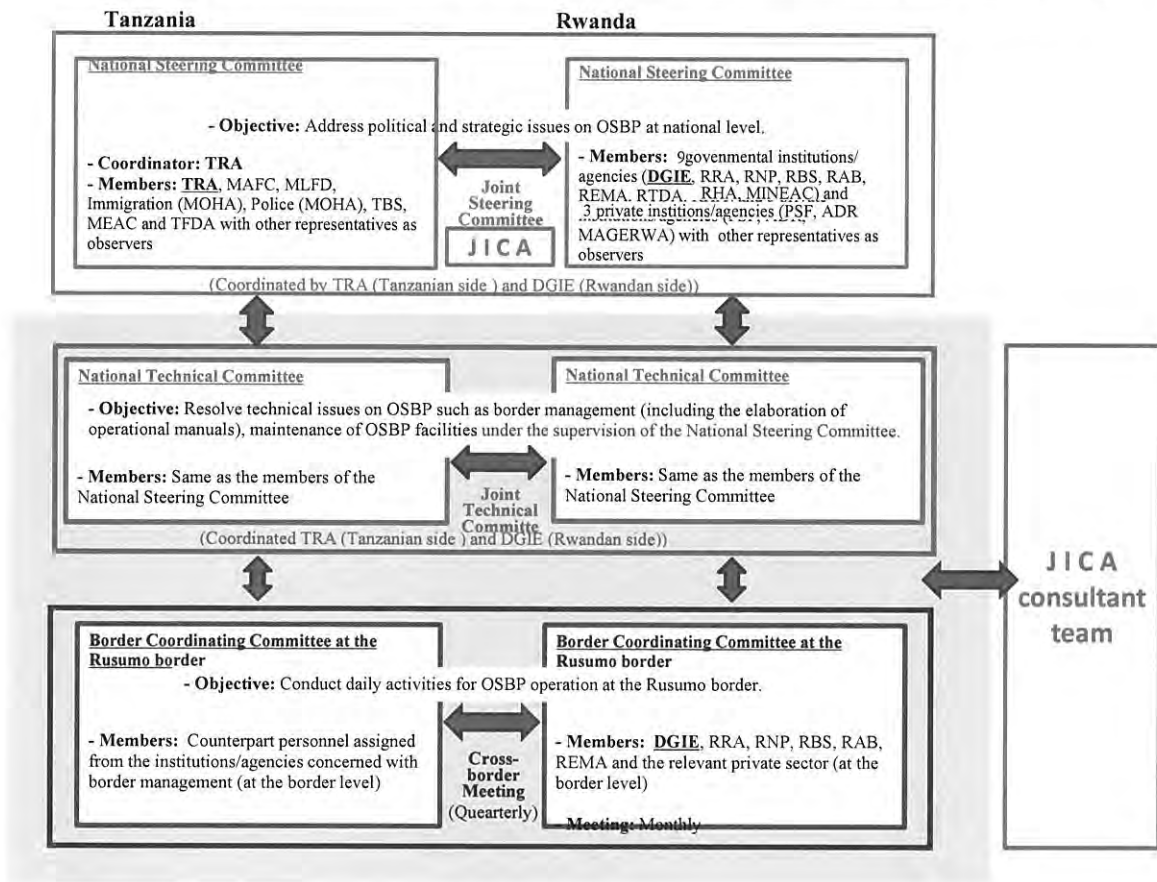 Tanzania
Rwanda
National Steering Committee
National Steering Committee
- Objective: Address political and strategic issues on OSBP at national level.
- Coordinator: TRA
- Members: TRA, MAFC, MLFD,
Immigration (MOHA), Police (MOHA), TBS,
MEAC and TFDA with other representatives as
observers
Joint
Steering
Committee
JICA
- Members: 9govenmental institutions/
agencies (DGIE, RRA, RNP, RBS, RAB,
REMA, RTDA, RHA, MINEAC) and
3 private institions/agencies (PSF, ADR
MAGERWA) with other representatives as
observers
(Coordinated by TRA (Tanzanian side ) and DGIE (Rwandan side))
National Technical Committee
National Technical Committee
- Objective: Resolve technical issues on OSBP such as border management (including the elaboration of
operational manuals), maintenance of OSBP facilities under the supervision of the National Steering Committee.
- Members: Same as the members of the
National Steering Committee
Joint
Technical
Committe
- Members: Same as the members of the
National Steering Committee
(Coordinated TRA (Tanzanian side ) and DGIE (Rwandan side))
Border Coordinating Committee at the
Rusumo border
Border Coordinating Committee at the
Rusumo border
- Objective: Conduct daily activities for OSBP operation at the Rusumo border.
- Members: Counterpart personnel assigned
from the institutions/agencies concerned with
border management (at the border level)
Cross-
border
Meeting
(Quearterly)
- Members: DGIE, RRA, RNP, RBS, RAB,
REMA and the relevant private sector (at the
border level)
- Meeting: Monthly
JICA
consultant
team